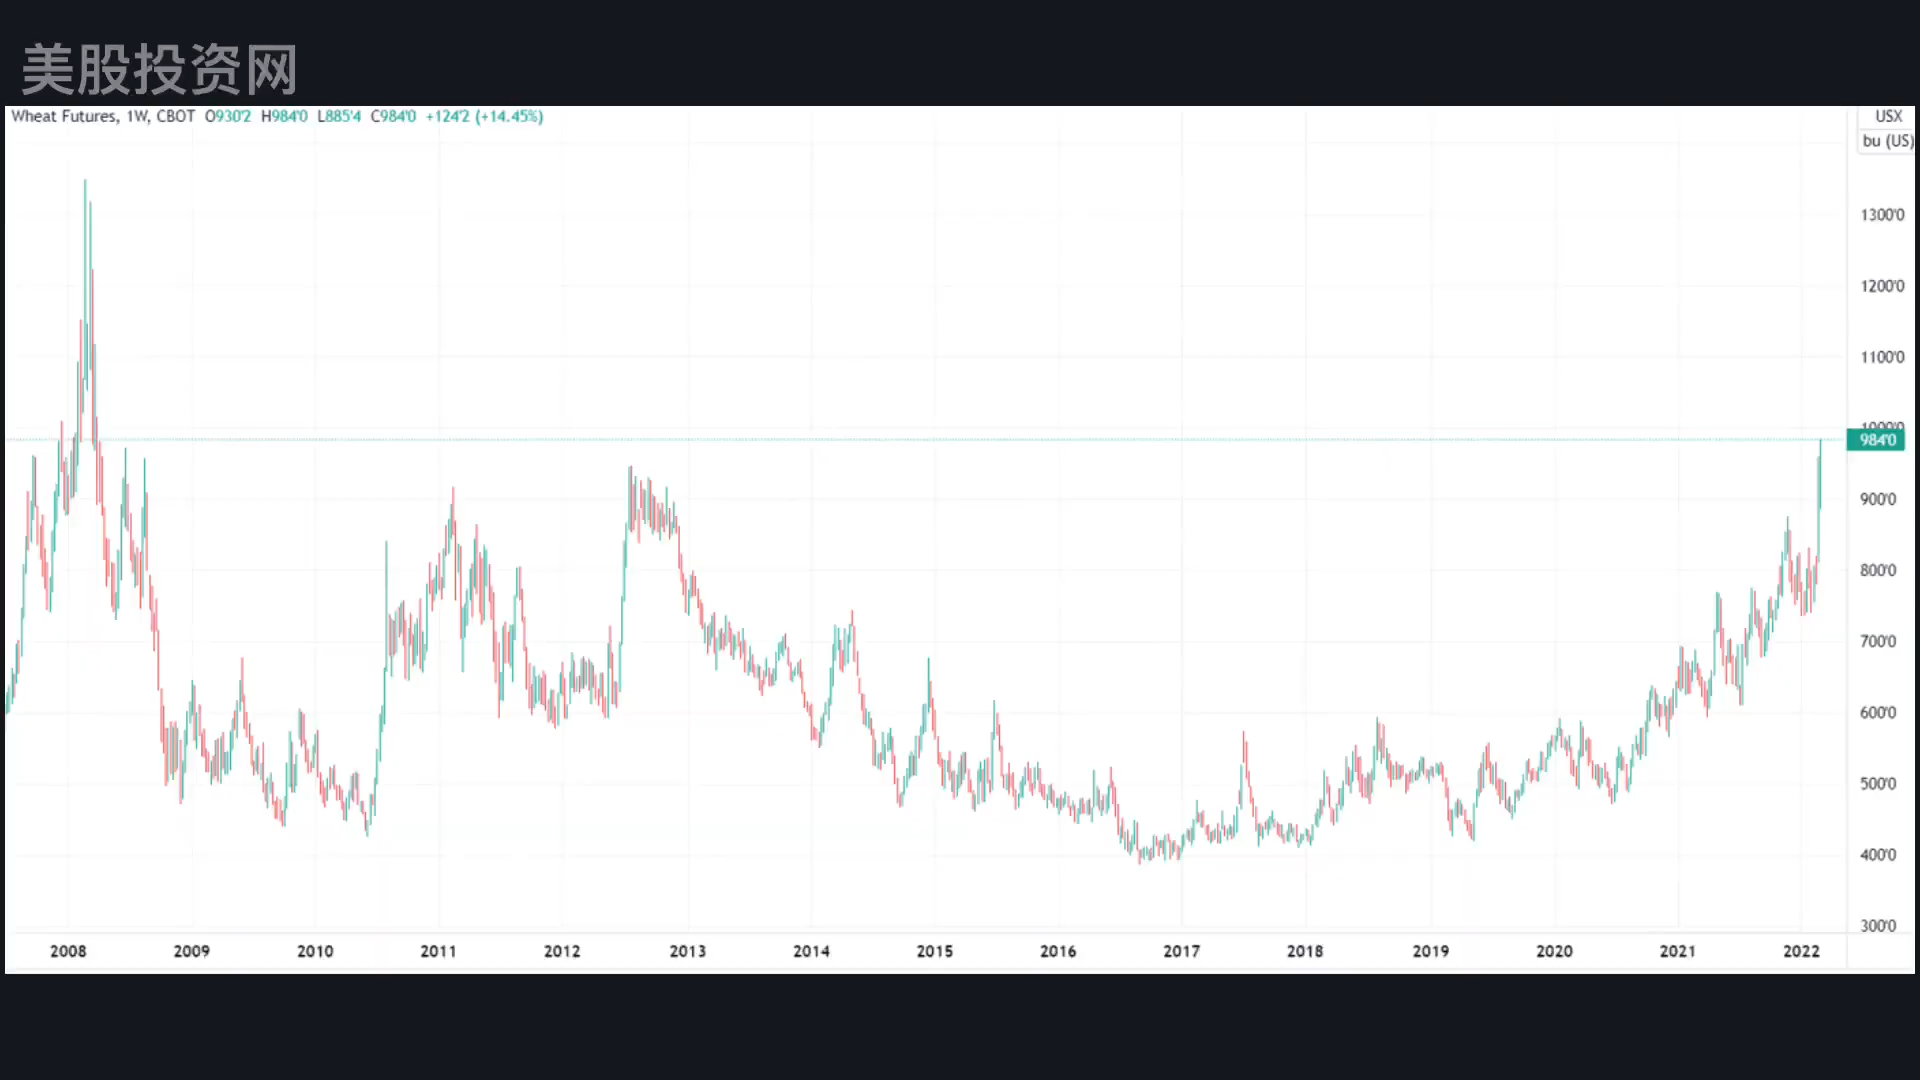 美股投资网
Wheat Futures, 1W, CBOT O930'2 H984'0 L885'4 C984'0 +124'2 (+14.45%)
USX
bu (US)
1300'0
1200'0
1100'0
1000'0
984'0
900'0
800'0
700'0
600'0
500'0
400'0
300'0
2008 2009 2010 2011 2012 2013 2014 2015 2016 2017 2018 2019 2020 2021 2022